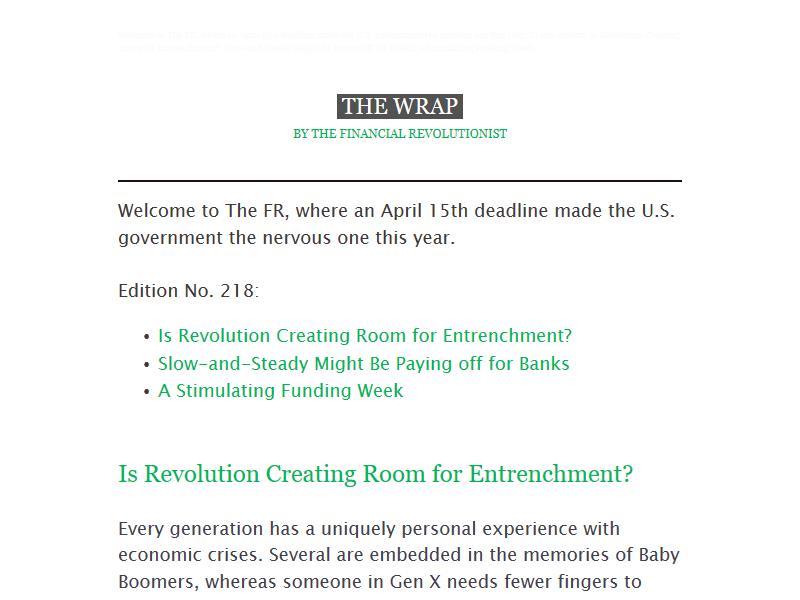 THE WRAP
BY THE FINANCIAL REVOLUTIONIST
Welcome to The FR, where an April 15th deadline made the U.S.
government the nervous one this year.
Edition No. 218:
• Is Revolution Creating Room for Entrenchment?
• Slow-and-Steady Might Be Paying off for Banks
• A Stimulating Funding Week
Is Revolution Creating Room for Entrenchment?
Every generation has a uniquely personal experience with
economic crises. Several are embedded in the memories of Baby
Boomers, whereas someone in Gen X needs fewer fingers to